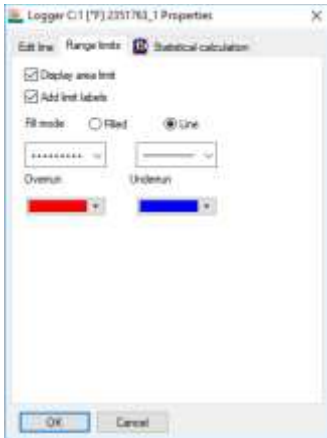 Logger C:1 [°F] 2351763_1 Properties
Edit line Range limits Statistical calculation
Display area limit
Add limit labels
Fill mode Filled Line
Overrun Underrun
OK Cancel